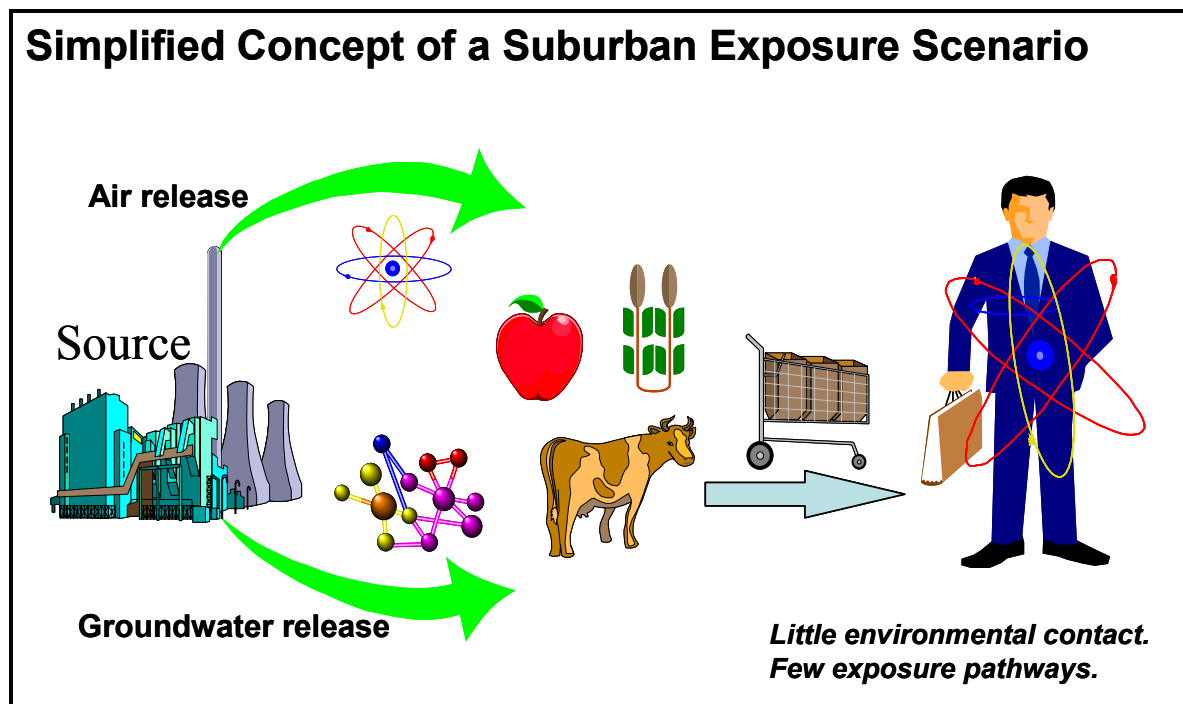 Simplified Concept of a Suburban Exposure Scenario
Air release
Source
Groundwater release
Little environmental contact.
Few exposure pathways.